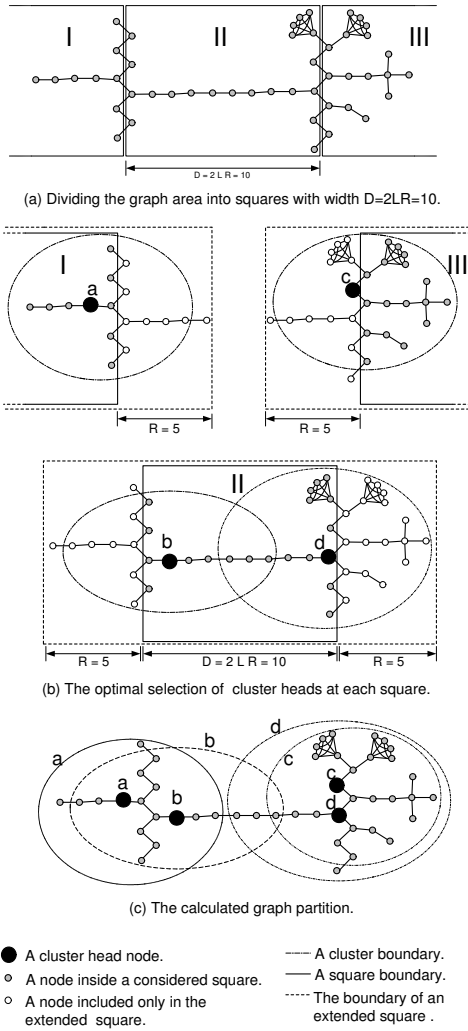 I
II
III
D = 2 L R = 10
(a) Dividing the graph area into squares with width D=2LR=10.
I
III
a
c
R = 5
R = 5
II
b
d
R = 5
D = 2 L R = 10
R = 5
(b) The optimal selection of cluster heads at each square.
d
b
a
c
a
c
b
d
(c) The calculated graph partition.
A cluster head node.
A node inside a considered square.
A node included only in the
extended square.
A cluster boundary.
A square boundary.
The boundary of an
extended square .